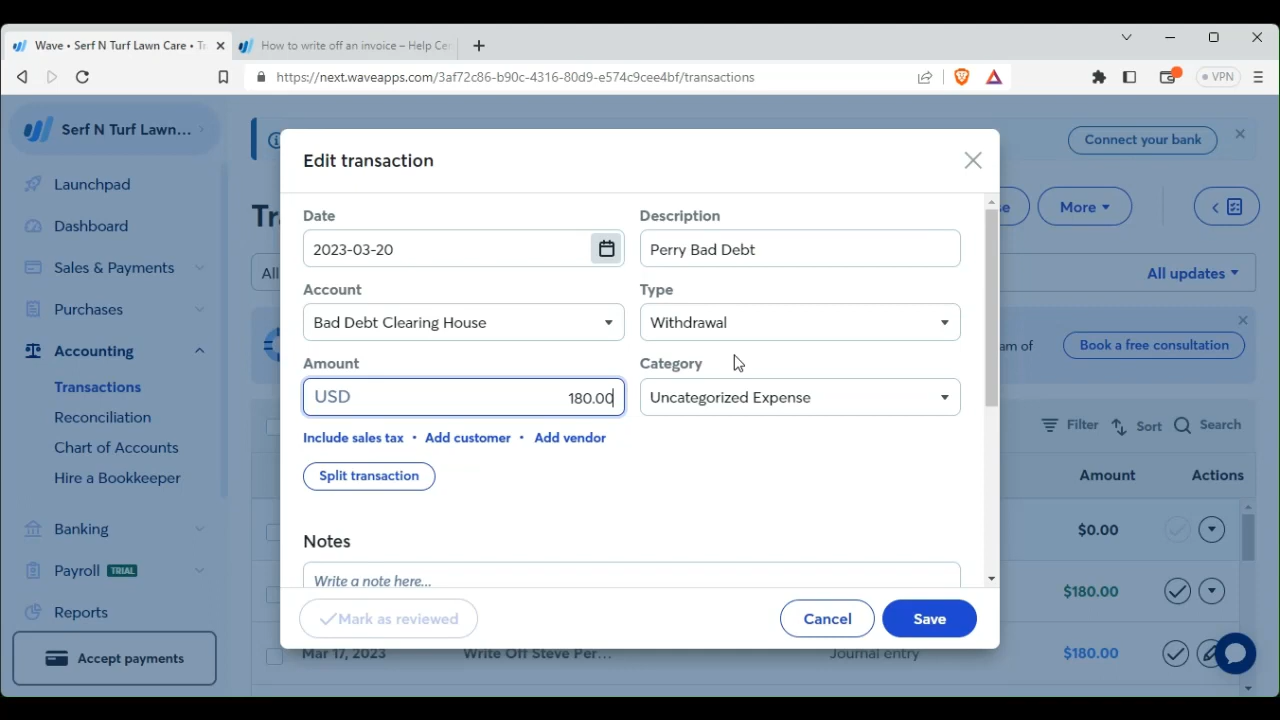 Wave • Serf N Turf Lawn Care • Tr
How to write off an invoice – Help Ce
https://next.waveapps.com/3af72c86-b90c-4316-80d9-e574c9cee4bf/transactions
VPN
Serf N Turf Lawn...
Connect your bank
Launchpad
Dashboard
Sales & Payments
Purchases
Accounting
Transactions
Reconciliation
Chart of Accounts
Hire a Bookkeeper
Banking
Payroll TRIAL
Reports
Accept payments
Tr
More
All
All updates
am of
Book a free consultation
Filter
Sort
Search
Amount
Actions
$0.00
$180.00
Mar 17, 2023
Write Off Steve Per...
Journal entry
$180.00
Edit transaction
Date
Description
2023-03-20
Perry Bad Debt
Account
Type
Bad Debt Clearing House
Withdrawal
Amount
Category
USD
180.00
Uncategorized Expense
Include sales tax • Add customer • Add vendor
Split transaction
Notes
Write a note here...
Mark as reviewed
Cancel
Save